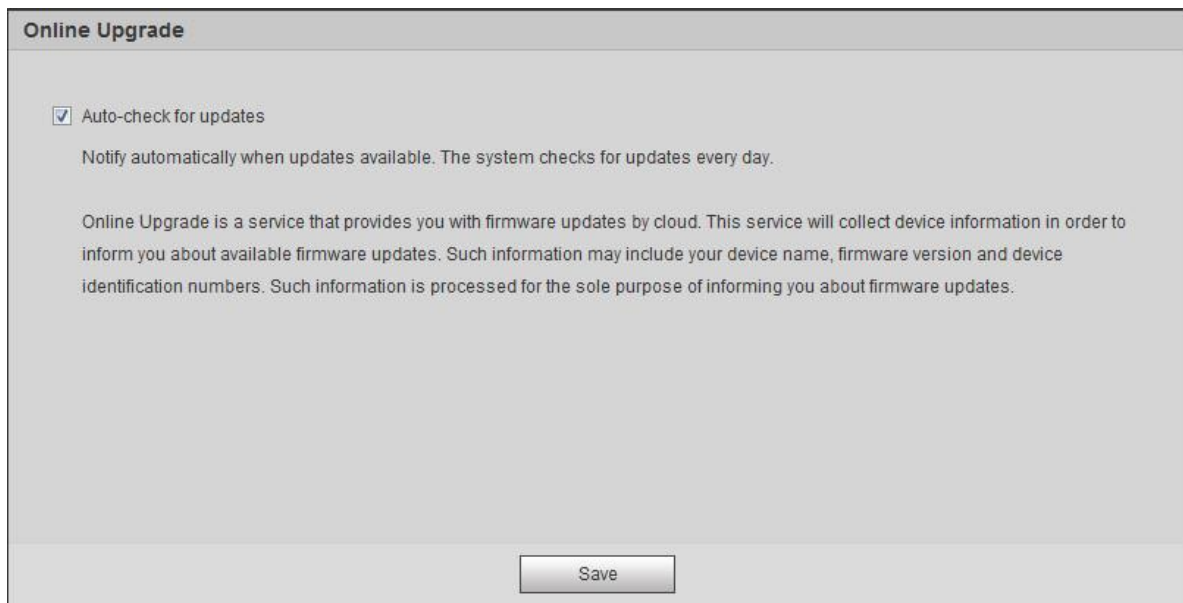 Online Upgrade
Auto-check for updates
Notify automatically when updates available. The system checks for updates every day.
Online Upgrade is a service that provides you with firmware updates by cloud. This service will collect device information in order to
inform you about available firmware updates. Such information may include your device name, firmware version and device
identification numbers. Such information is processed for the sole purpose of informing you about firmware updates.
Save